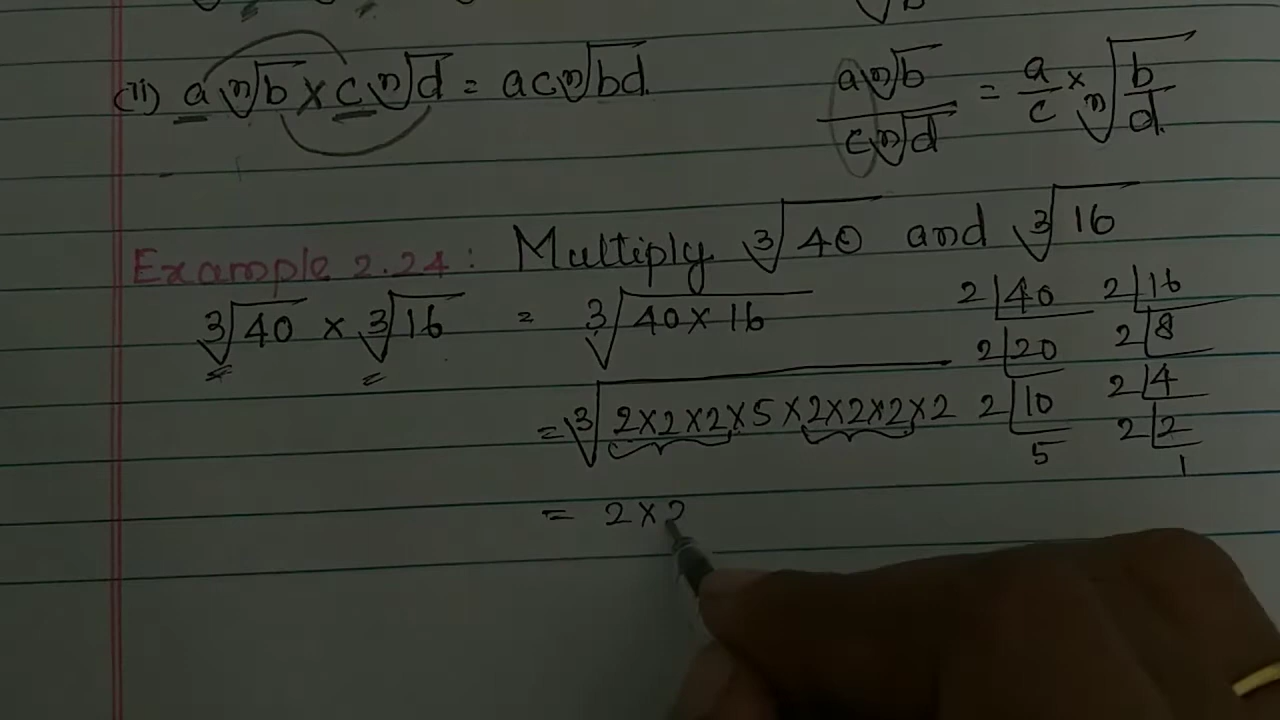 (ii) a ⁿ√b × c ⁿ√d = ac ⁿ√bd.
a ⁿ√b / c ⁿ√d = a/c × ⁿ√(b/d)
Example 2.24: Multiply ³√40 and ³√16
³√40 × ³√16 = ³√(40 × 16)
= ³√(2×2×2×5×2×2×2×2)
= 2×2
2 | 40
2 | 20
2 | 10
5
2 | 16
2 | 8
2 | 4
2 | 2
1